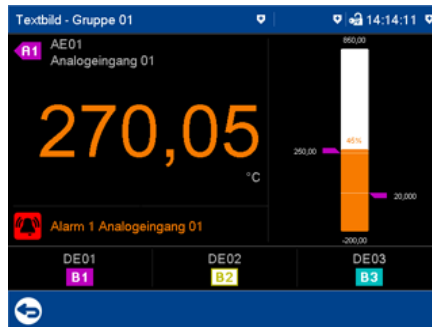 Textbild - Gruppe 01
14:14:11
A1
AE01
Analogeingang 01
270,05
°C
Alarm 1 Analogeingang 01
860,00
45%
250,00
20,000
-200,00
DE01
DE02
DE03
B1
B2
B3